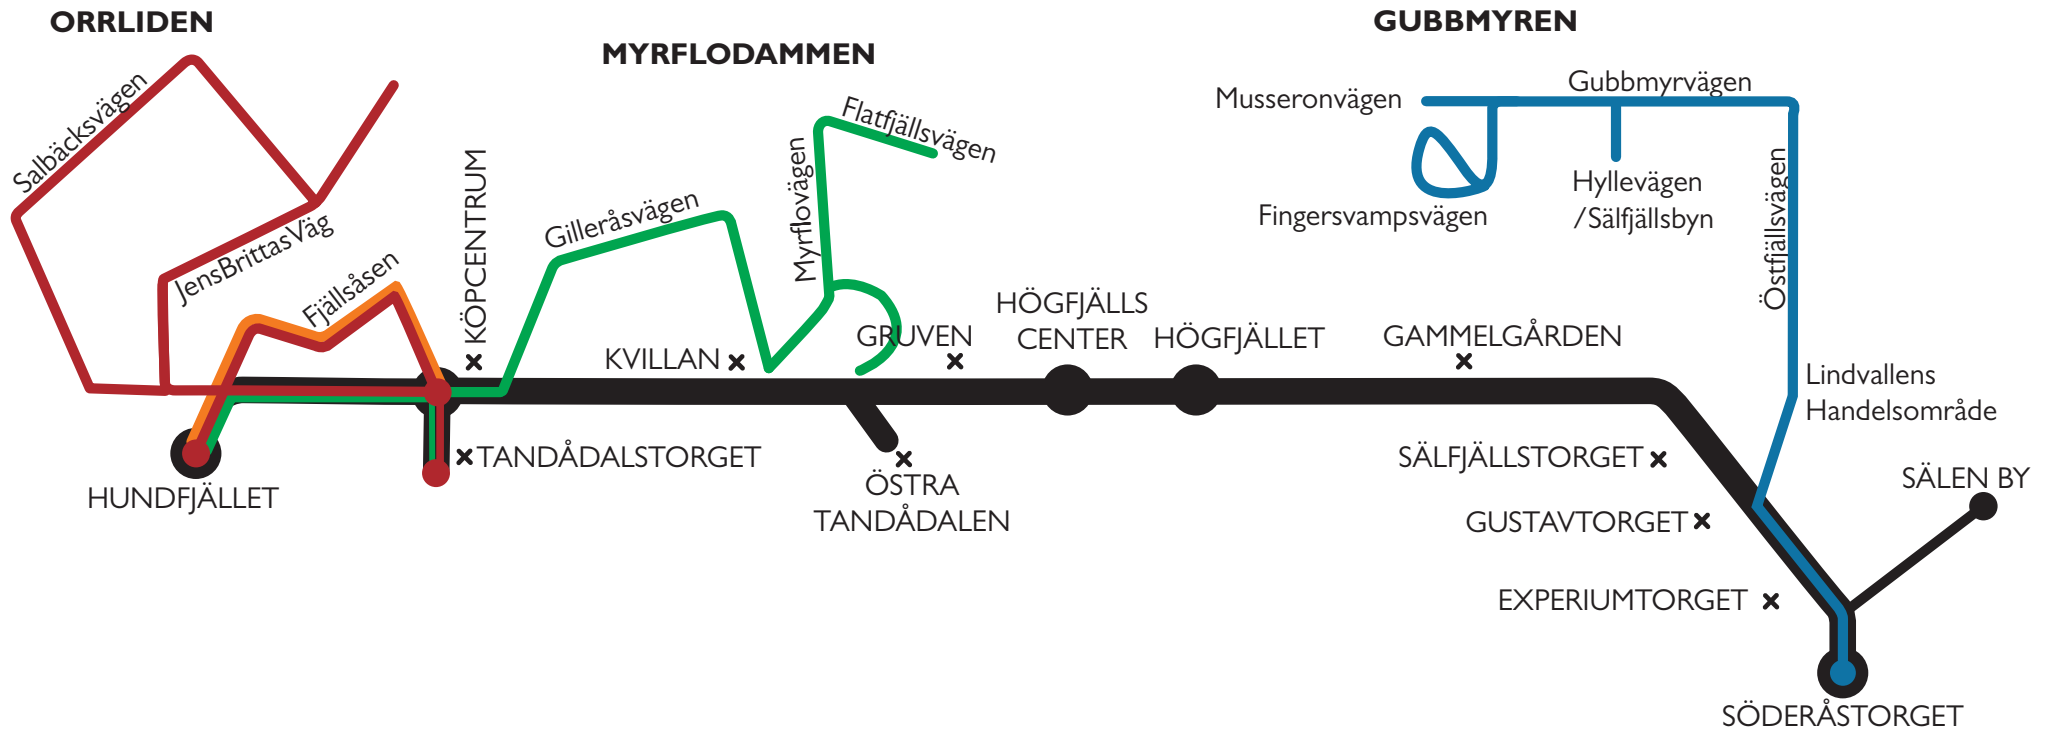 ORRLIDEN
GUBBMYREN
MYRFLODAMMEN
Salbäcksvägen
JensBrittasVäg
Fjällsåsen
KÖPCENTRUM
Gilleråsvägen
Myrflovägen
Flatfjällsvägen
Musseronvägen
Gubbmyrvägen
Hyllevägen
/Sälfjällsbyn
Fingersvampsvägen
Östfjällsvägen
KVILLAN
GRUVEN
HÖGFJÄLLS
CENTER
HÖGFJÄLLET
GAMMELGÅRDEN
Lindvallens
Handelsområde
HUNDFJÄLLET
TANDÅDALSTORGET
ÖSTRA
TANDÅDALEN
SÄLFJÄLLSTORGET
GUSTAVTORGET
EXPERIUMTORGET
SÄLEN BY
SÖDERÅSTORGET